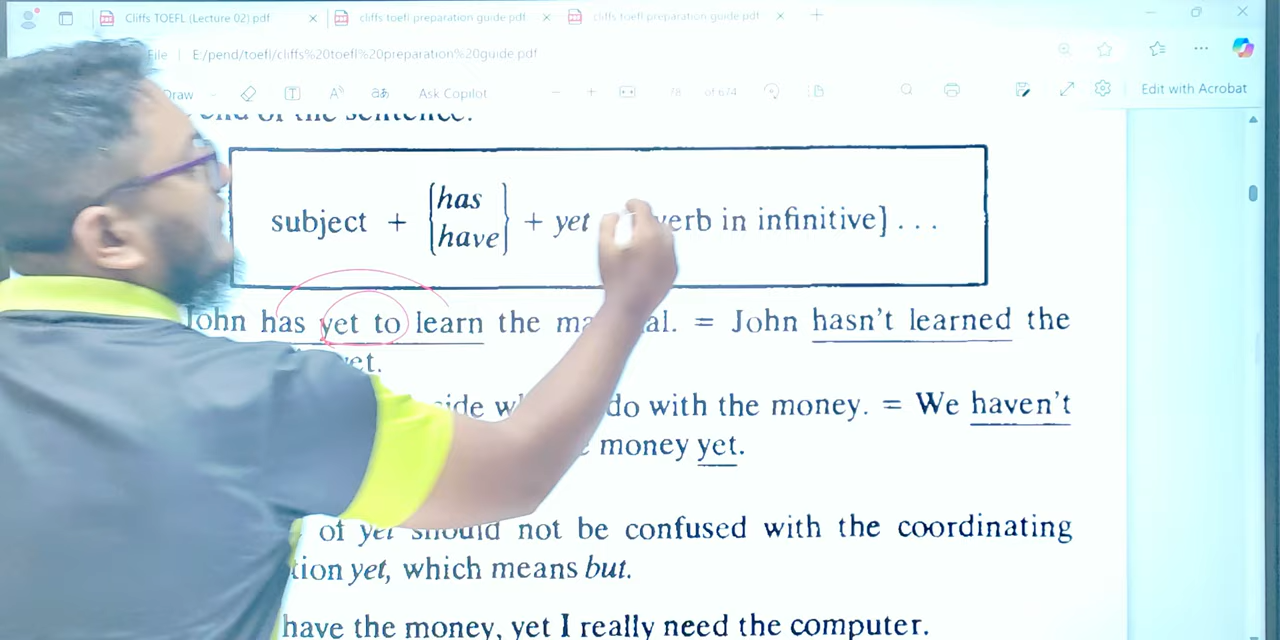 Cliffs TOEFL (Lecture 02).pdf cliffs toefl preparation guide.pdf cliffs toefl preparation guide.pdf
File E:/pend/toefl/cliffs%20toefl%20preparation%20guide.pdf
Draw Ask Copilot 78 of 674 Edit with Acrobat
end of the sentence.
subject + {has have} + yet verb in infinitive] . . .
John has yet to learn the = John hasn't learned the
yet.
do with the money. = We haven't
money yet.
of yet should not be confused with the coordinating
yet, which means but.
have the money, yet I really need the computer.